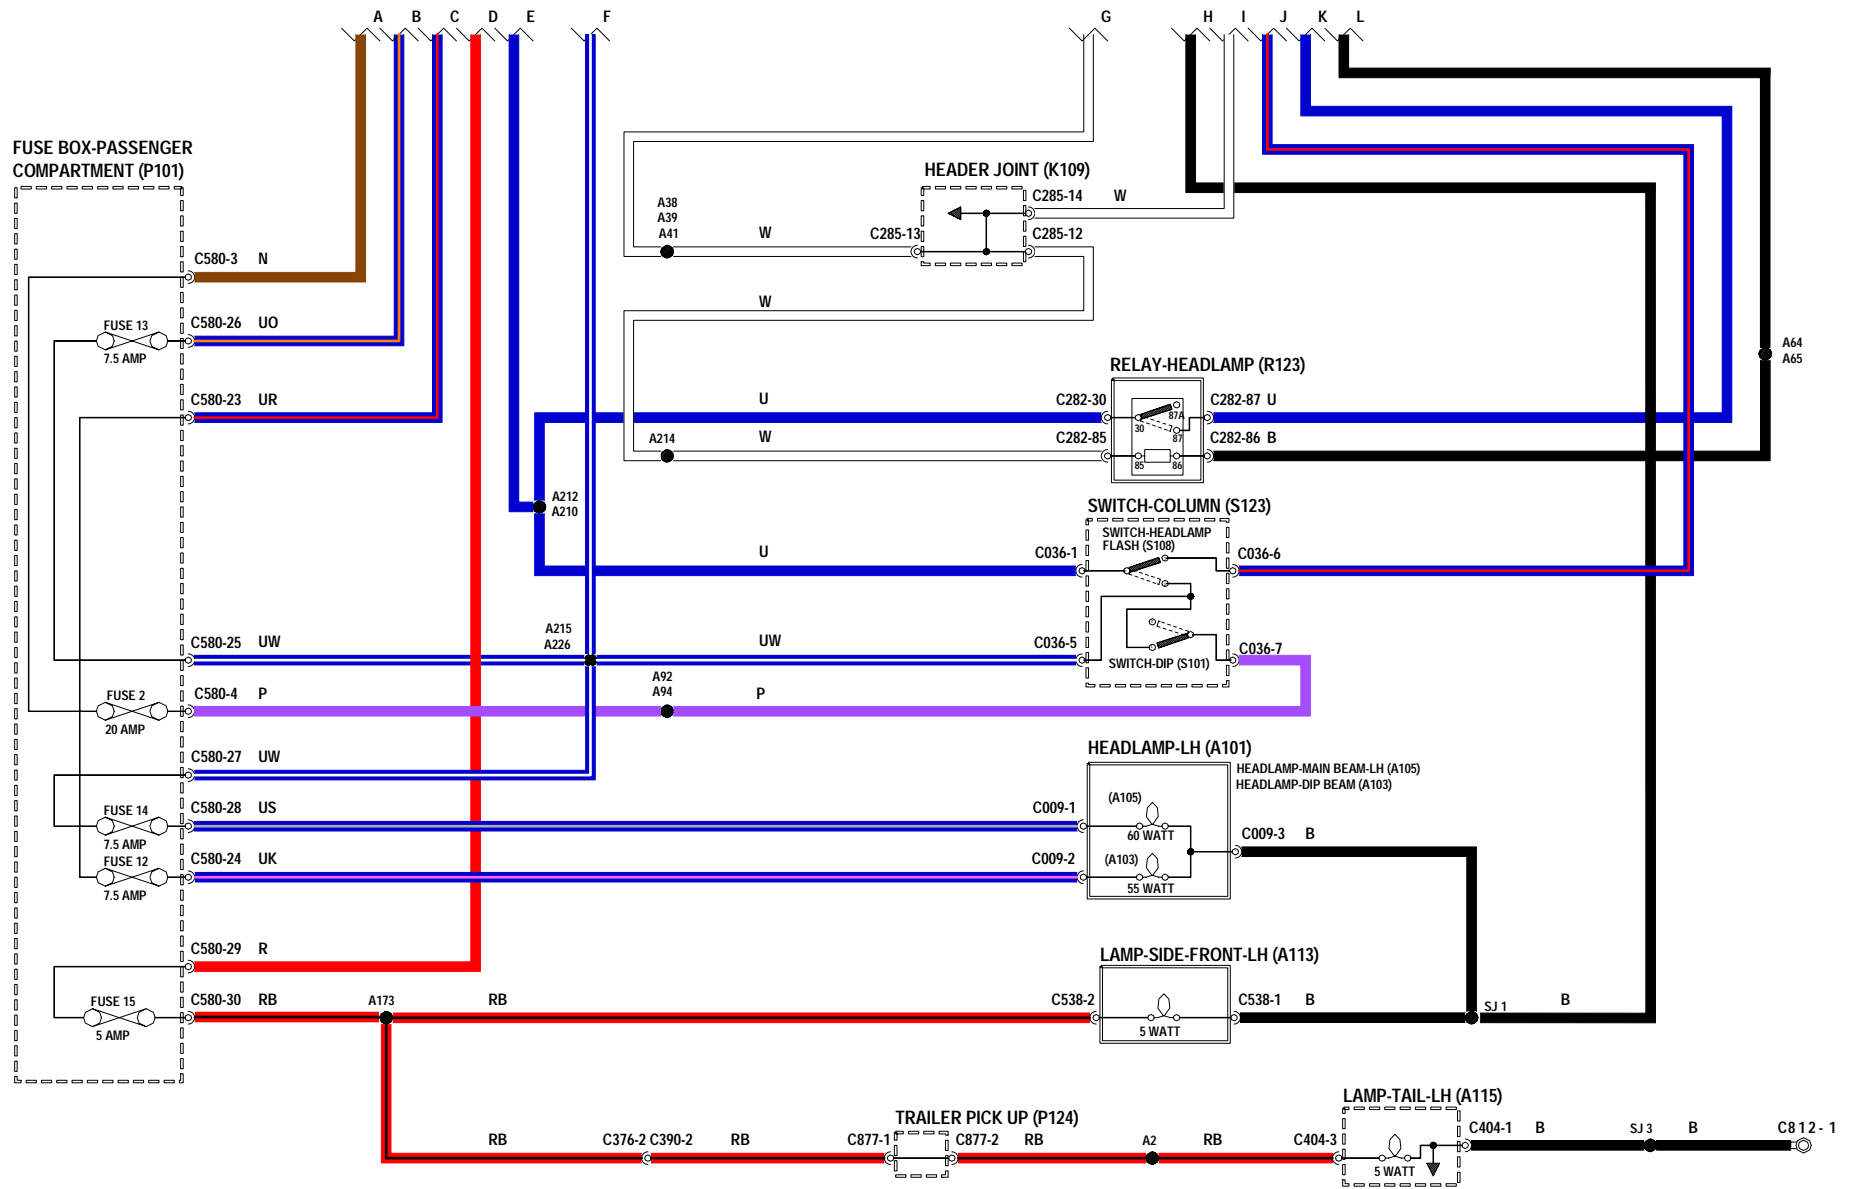 A B C D E F G H I J K L
FUSE BOX-PASSENGER
COMPARTMENT (P101)
HEADER JOINT (K109)
A38
A39
A41
W
C285-13
C285-14 W
C285-12
C580-3 N
W
FUSE 13
7.5 AMP
C580-26 UO
A64
A65
RELAY-HEADLAMP (R123)
C580-23 UR
U
C282-30
87A
30
87
C282-87 U
A214
W
C282-85
85
86
C282-86 B
A212
A210
SWITCH-COLUMN (S123)
SWITCH-HEADLAMP
FLASH (S108)
U
C036-1
C036-6
A215
A226
C580-25 UW
UW
C036-5
C036-7
SWITCH-DIP (S101)
A92
A94
FUSE 2
20 AMP
C580-4 P
P
C580-27 UW
HEADLAMP-LH (A101)
HEADLAMP-MAIN BEAM-LH (A105)
HEADLAMP-DIP BEAM (A103)
FUSE 14
7.5 AMP
C580-28 US
C009-1
(A105)
60 WATT
C009-3 B
FUSE 12
7.5 AMP
C580-24 UK
C009-2
(A103)
55 WATT
C580-29 R
LAMP-SIDE-FRONT-LH (A113)
FUSE 15
5 AMP
C580-30 RB
A173
RB
C538-2
5 WATT
C538-1 B
SJ 1
B
LAMP-TAIL-LH (A115)
TRAILER PICK UP (P124)
RB
C376-2 C390-2
RB
C877-1
C877-2
RB
A2
RB
C404-3
5 WATT
C404-1 B
SJ 3
B
C812-1